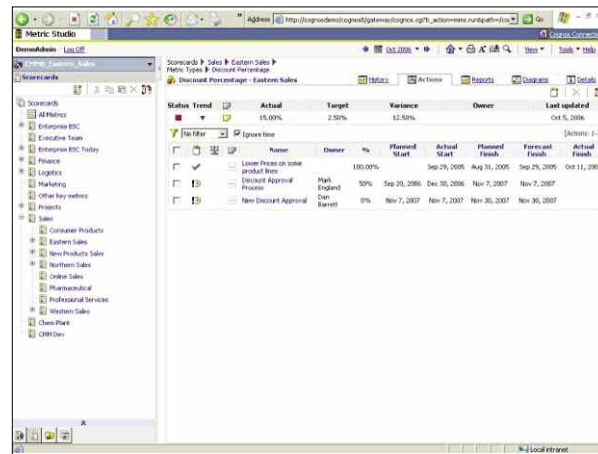 Address http://cognosdemo/cognos8/gateway/cognos.cgi?b_action=mms.runbpath=/co
Go
Metric Studio
Cognos Connection
DemoAdmin Log Off
Oct 2006
View Tools Help
CMMB_Eastern_Sales
Scorecards
Scorecards
All Metrics
Enterprise BSC
Executive Team
Enterprise BSC Today
Finance
Logistics
Marketing
Other key metrics
Projects
Sales
Consumer Products
Eastern Sales
New Products Sales
Northern Sales
Online Sales
Pharmaceutical
Professional Services
Western Sales
Chem Plant
CMM Dev
Scorecards Sales Eastern Sales
Metric Types Discount Percentage
Discount Percentage - Eastern Sales
History Actions Reports Diagrams Details
Status Trend Actual Target Variance Owner Last updated
15.00% 2.50% 12.50% Oct 5, 2006
No filter Ignore time [Actions: 1-
Name Owner % Planned Start Actual Start Planned Finish Forecast Finish Actual Finish
Lower Prices on some product lines 100.00% Sep 29, 2005 Aug 31, 2005 Sep 29, 2005 Oct 11, 200
Discount Approval Process Mark England 50% Sep 20, 2006 Dec 30, 2006 Nov 7, 2007 Nov 7, 2007
New Discount Approval Dan Barrett 0% Nov 7, 2007 Nov 7, 2007 Nov 30, 2007 Nov 30, 2007
Local intranet